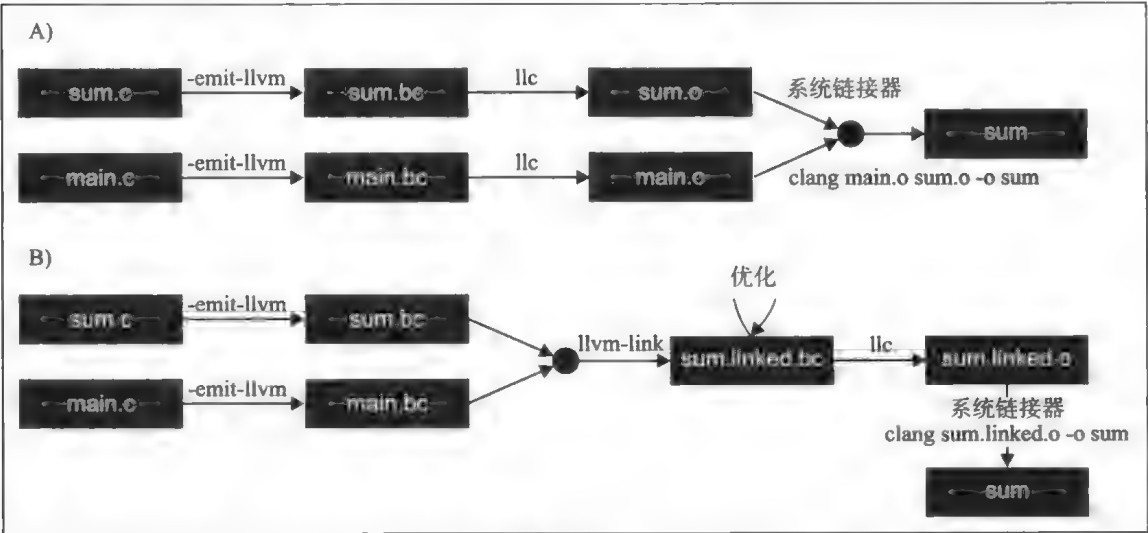 A)
sum.c -emit-llvm sum.bc llc sum.o 系统链接器 sum
main.c -emit-llvm main.bc llc main.o
clang main.o sum.o -o sum
B)
优化
sum.c -emit-llvm sum.bc
llvm-link sum.linked.bc llc sum.linked.o
main.c -emit-llvm main.bc
系统链接器
clang sum.linked.o -o sum
sum